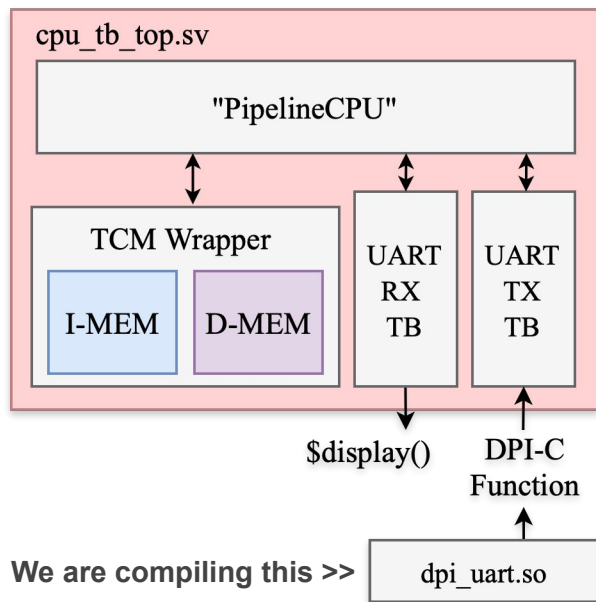 cpu_tb_top.sv
"PipelineCPU"
TCM Wrapper
I-MEM
D-MEM
UART
RX
TB
UART
TX
TB
$display()
DPI-C
Function
We are compiling this >>
dpi_uart.so